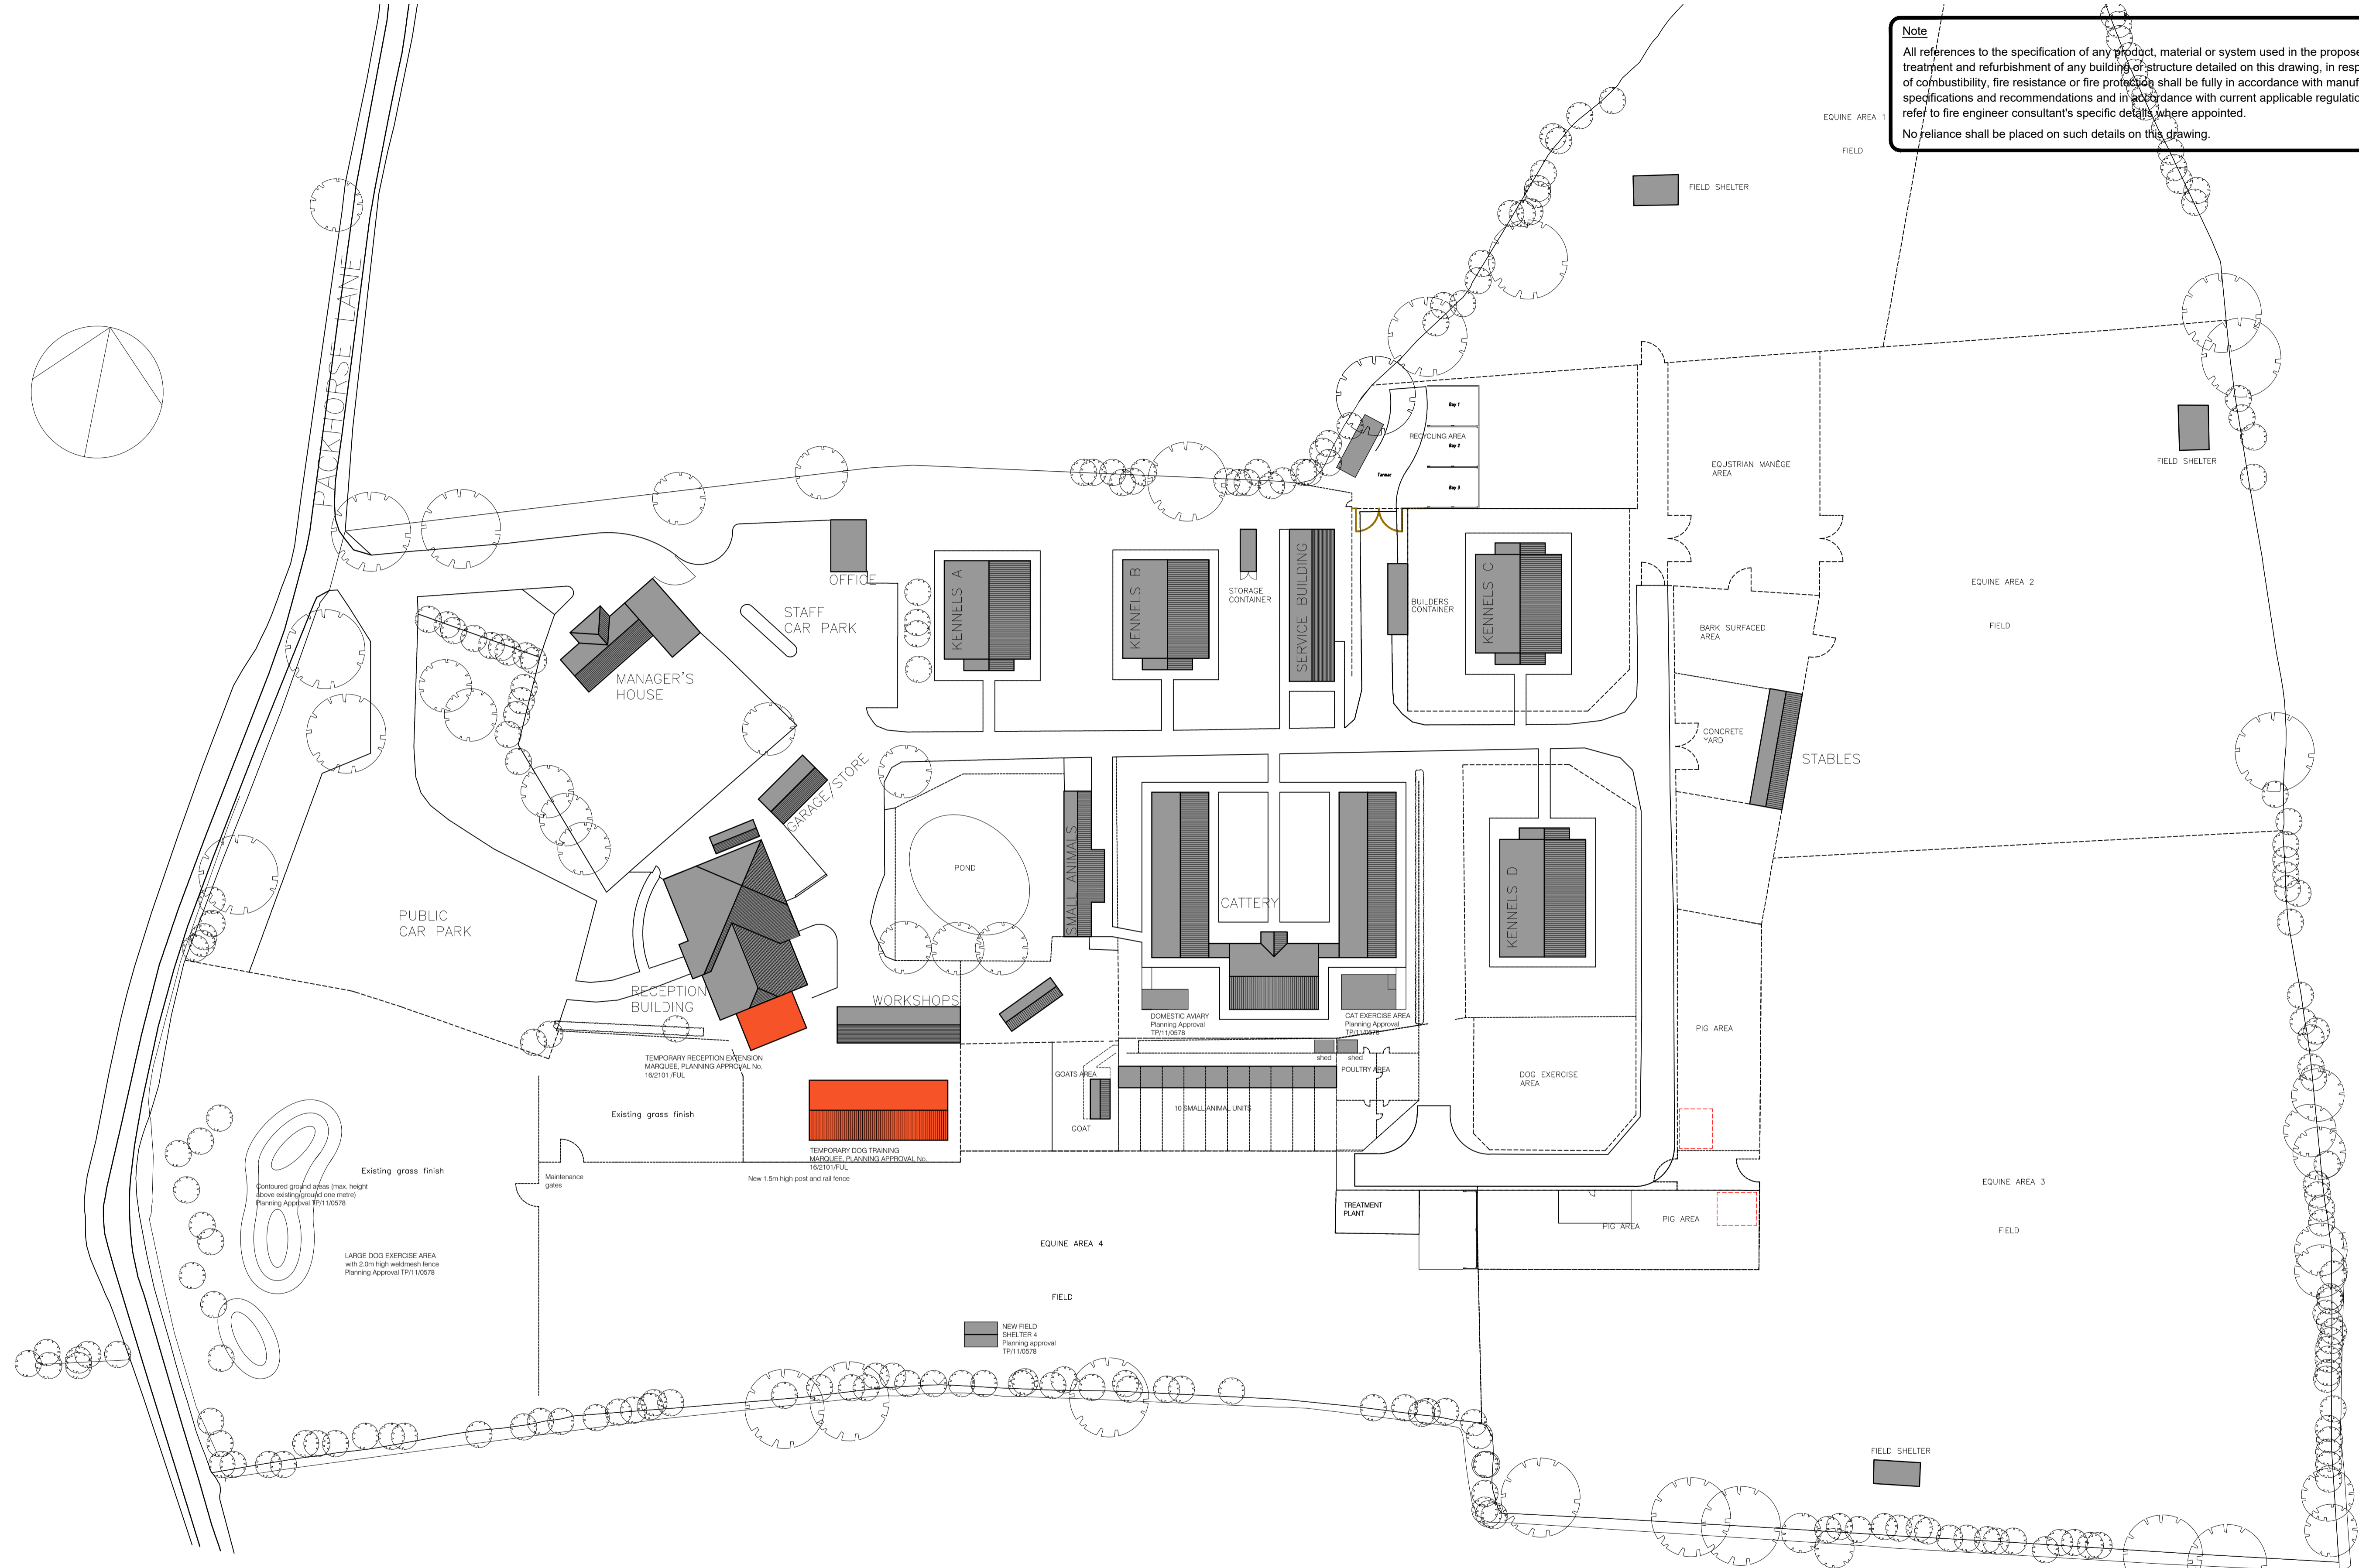 Note
All references to the specification of any product, material or system used in the propose
treatment and refurbishment of any building or structure detailed on this drawing, in resp
of combustibility, fire resistance or fire protection shall be fully in accordance with manuf
specifications and recommendations and in accordance with current applicable regulatio
refer to fire engineer consultant's specific details where appointed.
No reliance shall be placed on such details on this drawing.
EQUINE AREA 1
FIELD
FIELD SHELTER
PACKHORSE LANE
Bay 1
RECYCLING AREA
Bay 2
Tarmac
Bay 3
EQUSTRIAN MANĒGE
AREA
FIELD SHELTER
OFFICE
STAFF
CAR PARK
KENNELS A
KENNELS B
STORAGE
CONTAINER
SERVICE BUILDING
BUILDERS
CONTAINER
KENNELS C
EQUINE AREA 2
FIELD
BARK SURFACED
AREA
MANAGER'S
HOUSE
CONCRETE
YARD
STABLES
GARAGE/STORE
POND
SMALL ANIMALS
CATTERY
KENNELS D
PUBLIC
CAR PARK
RECEPTION
BUILDING
WORKSHOPS
DOMESTIC AVIARY
Planning Approval
TP/11/0578
CAT EXERCISE AREA
Planning Approval
TP/11/0578
PIG AREA
TEMPORARY RECEPTION EXTENSION
MARQUEE, PLANNING APPROVAL No.
16/2101 /FUL
shed
shed
GOATS AREA
POULTRY AREA
DOG EXERCISE
AREA
Existing grass finish
10 SMALL ANIMAL UNITS
GOAT
TEMPORARY DOG TRAINING
MARQUEE, PLANNING APPROVAL No.
16/2101/FUL
Existing grass finish
Maintenance
gates
New 1.5m high post and rail fence
Contoured ground areas (max. height
above existing ground one metre)
Planning Approval TP/11/0578
EQUINE AREA 3
FIELD
TREATMENT
PLANT
PIG AREA
PIG AREA
EQUINE AREA 4
FIELD
LARGE DOG EXERCISE AREA
with 2.0m high weldmesh fence
Planning Approval TP/11/0578
NEW FIELD
SHELTER 4
Planning approval
TP/11/0578
FIELD SHELTER